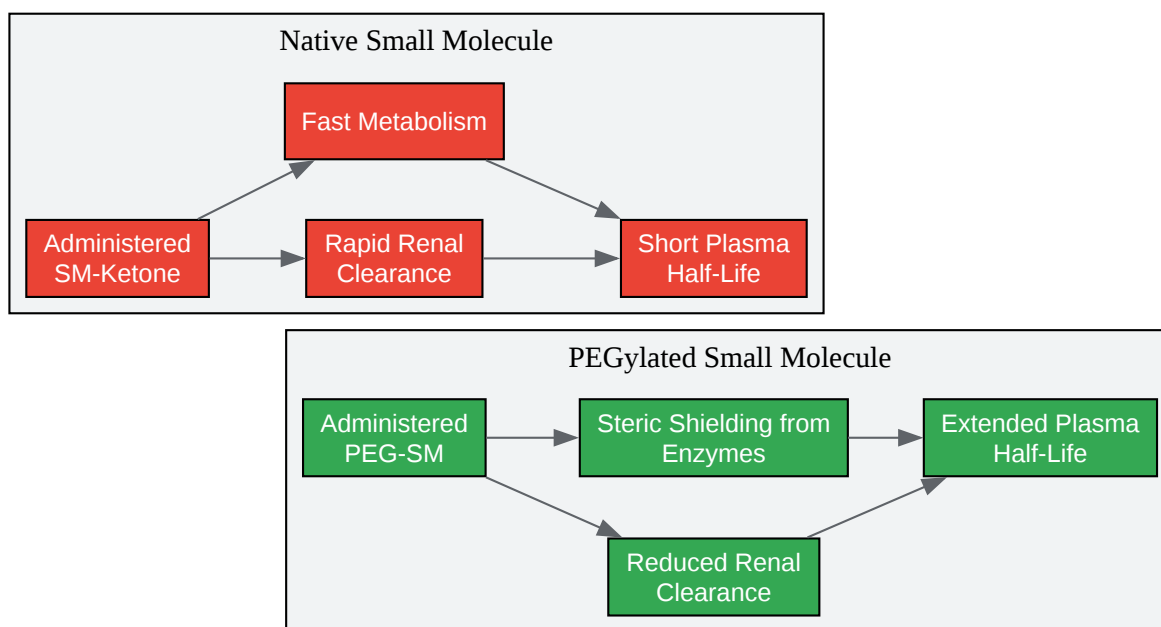 Native Small Molecule
Fast Metabolism
Administered
SM-Ketone
Rapid Renal
Clearance
Short Plasma
Half-Life
PEGylated Small Molecule
Administered
PEG-SM
Steric Shielding from
Enzymes
Extended Plasma
Half-Life
Reduced Renal
Clearance